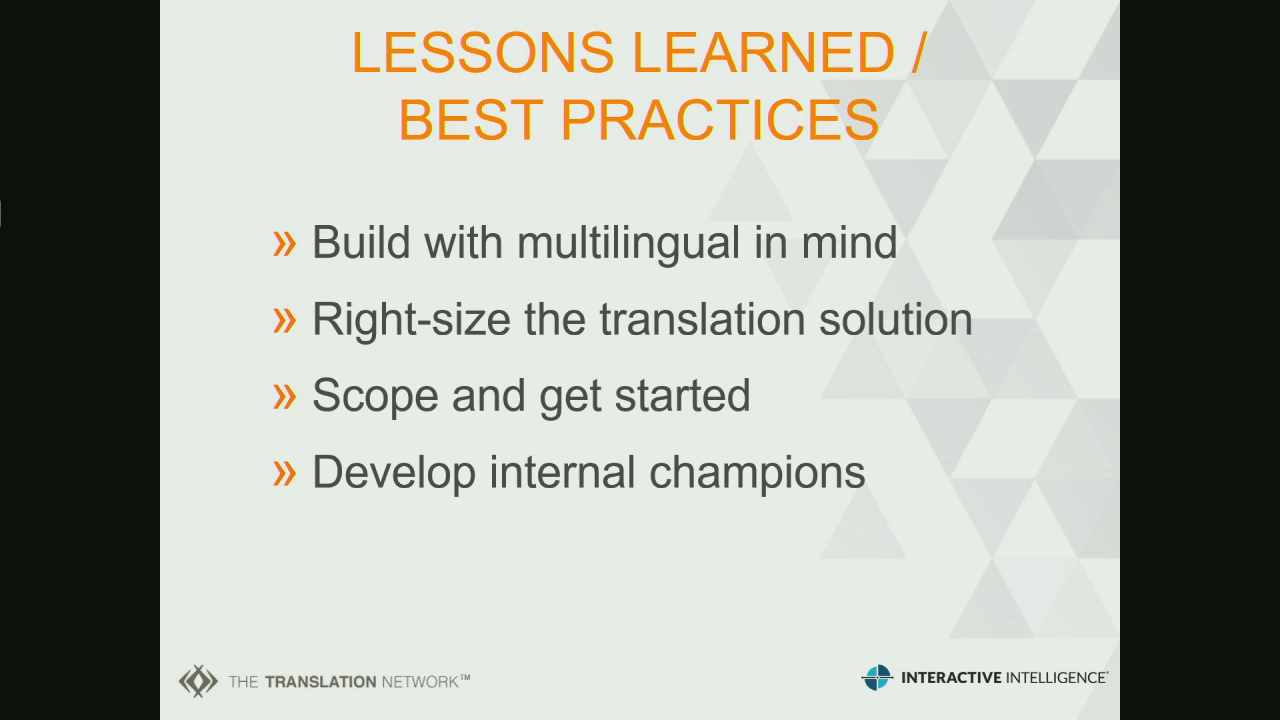 LESSONS LEARNED /
BEST PRACTICES
» Build with multilingual in mind
» Right-size the translation solution
» Scope and get started
» Develop internal champions
THE TRANSLATION NETWORK™
INTERACTIVE INTELLIGENCE